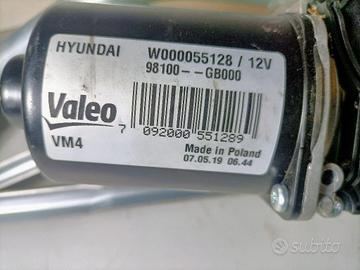 HYUNDAI W000055128 / 12V
98100--GB000
Valeo
7 092000 551289
VM4
Made in Poland
07.05.19 06.44
subito